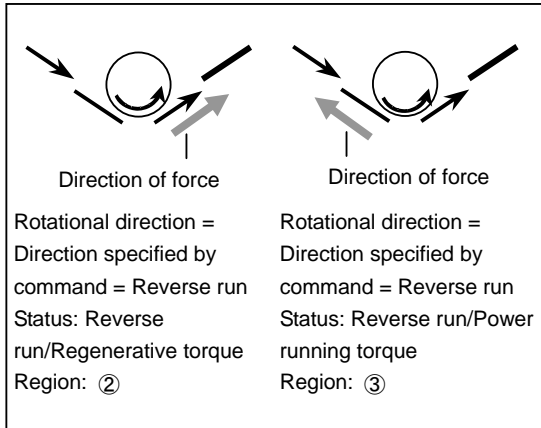 Direction of force
Rotational direction =
Direction specified by
command = Reverse run
Status: Reverse
run/Regenerative torque
Region: ②
Direction of force
Rotational direction =
Direction specified by
command = Reverse run
Status: Reverse run/Power
running torque
Region: ③